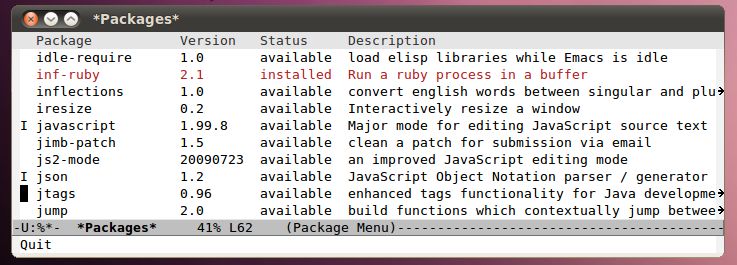 *Packages*
Package Version Status Description
idle-require 1.0 available load elisp libraries while Emacs is idle
inf-ruby 2.1 installed Run a ruby process in a buffer
inflections 1.0 available convert english words between singular and plu
iresize 0.2 available Interactively resize a window
I javascript 1.99.8 available Major mode for editing JavaScript source text
jimb-patch 1.5 available clean a patch for submission via email
js2-mode 20090723 available an improved JavaScript editing mode
I json 1.2 available JavaScript Object Notation parser / generator
jtags 0.96 available enhanced tags functionality for Java developme
jump 2.0 available build functions which contextually jump betwee
-U:%*- *Packages* 41% L62 (Package Menu)-----------------------------------------
Quit